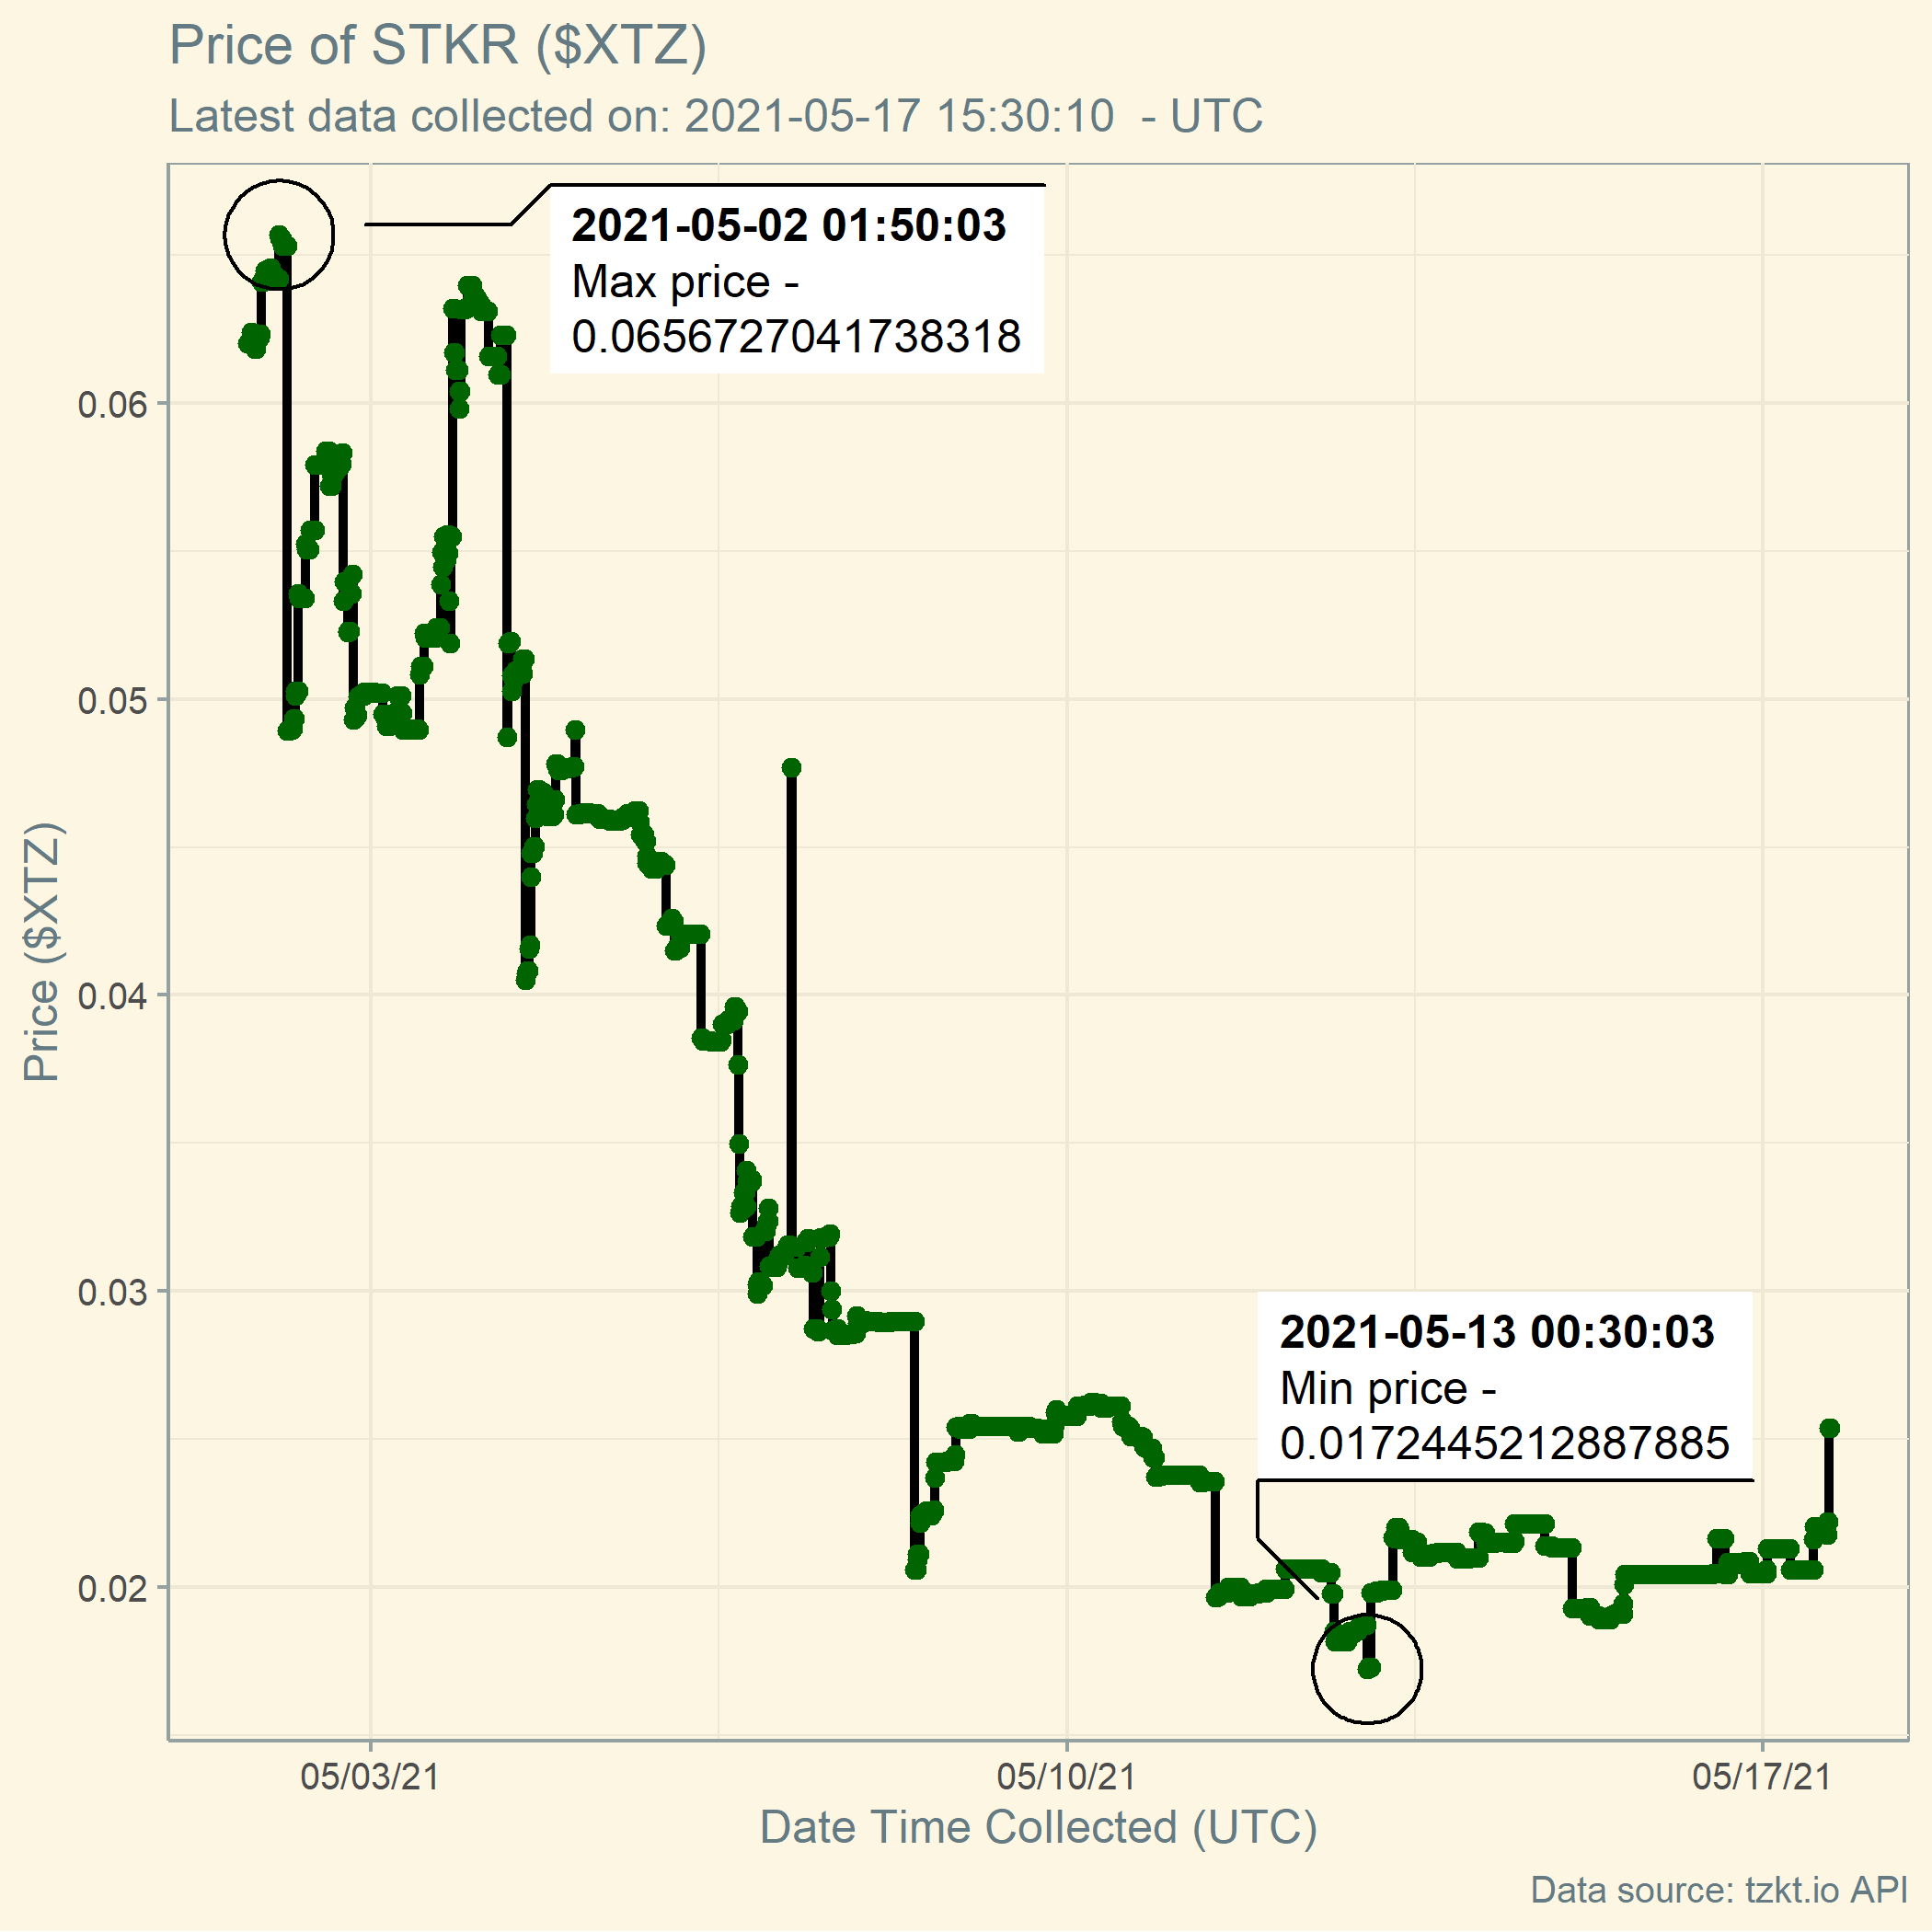 Price of STKR ($XTZ)
Latest data collected on: 2021-05-17 15:30:10  - UTC
2021-05-02 01:50:03
Max price -
0.0656727041738318
0.06
0.05
0.04
0.03
0.02
Price ($XTZ)
2021-05-13 00:30:03
Min price -
0.0172445212887885
05/03/21
05/10/21
05/17/21
Date Time Collected (UTC)
Data source: tzkt.io API